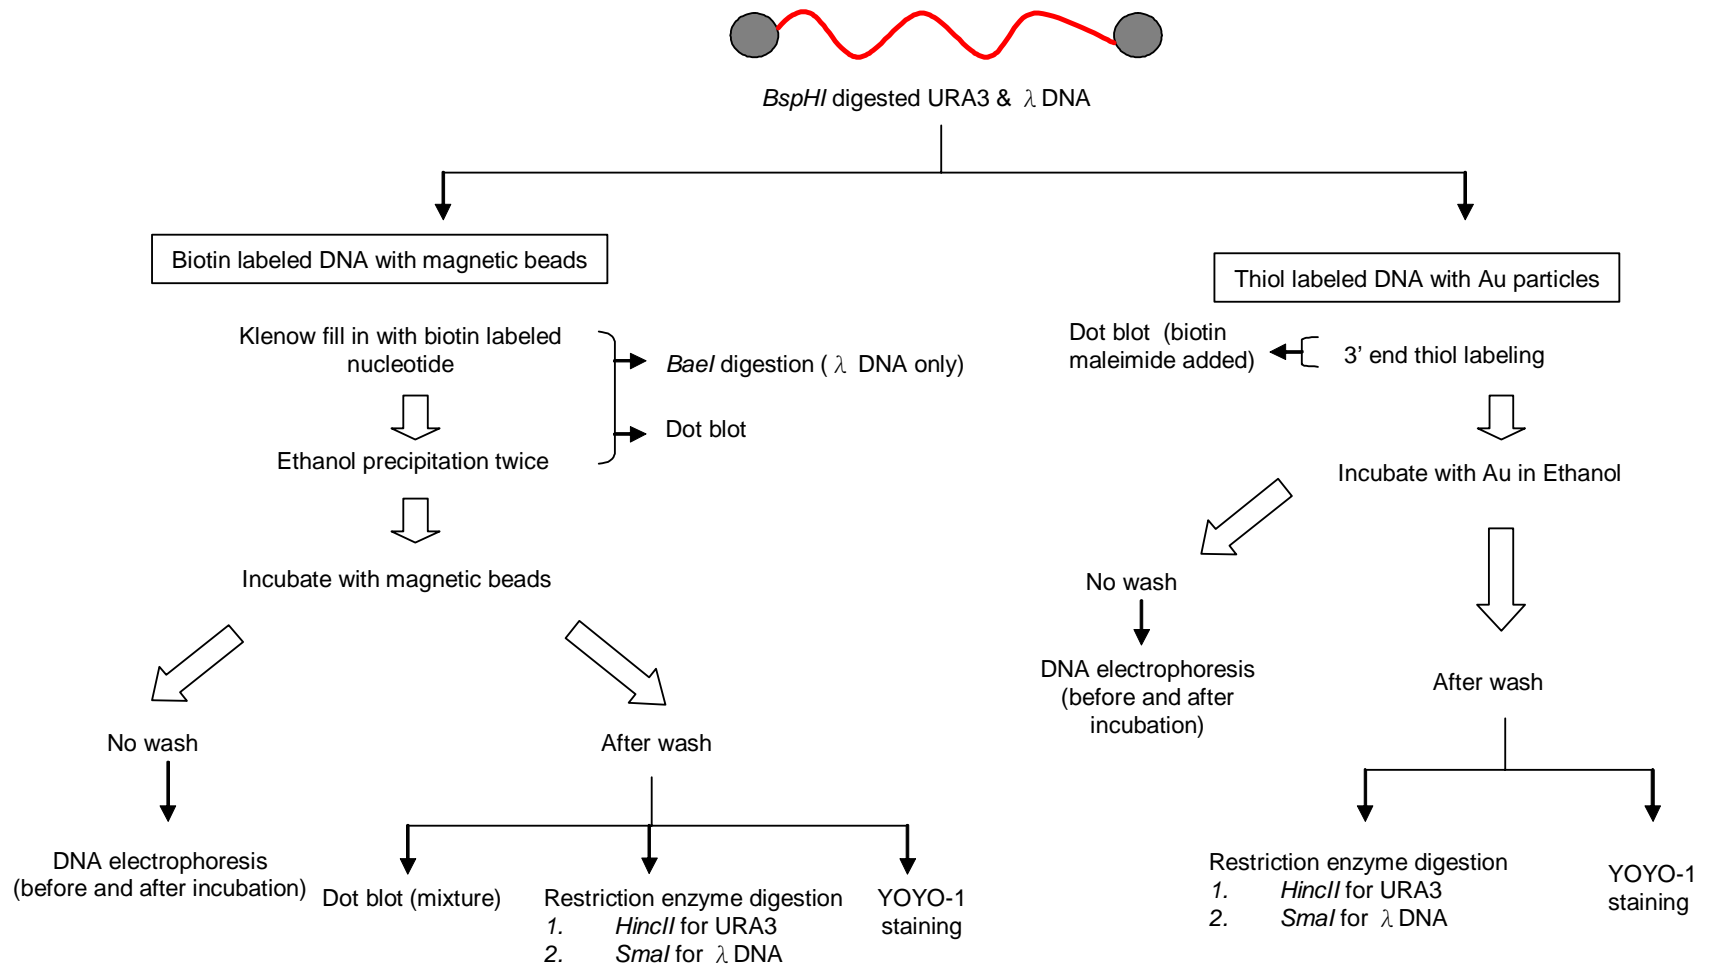 BspHI digested URA3 & λ DNA
Biotin labeled DNA with magnetic beads
Klenow fill in with biotin labeled
nucleotide
BaeI digestion ( λ DNA only)
Dot blot
Ethanol precipitation twice
Incubate with magnetic beads
No wash
DNA electrophoresis
(before and after incubation)
After wash
Dot blot (mixture)
Restriction enzyme digestion
1. HincII for URA3
2. SmaI for λ DNA
YOYO-1
staining
Thiol labeled DNA with Au particles
Dot blot (biotin
maleimide added)
3’ end thiol labeling
Incubate with Au in Ethanol
No wash
DNA electrophoresis
(before and after
incubation)
After wash
Restriction enzyme digestion
1. HincII for URA3
2. SmaI for λ DNA
YOYO-1
staining